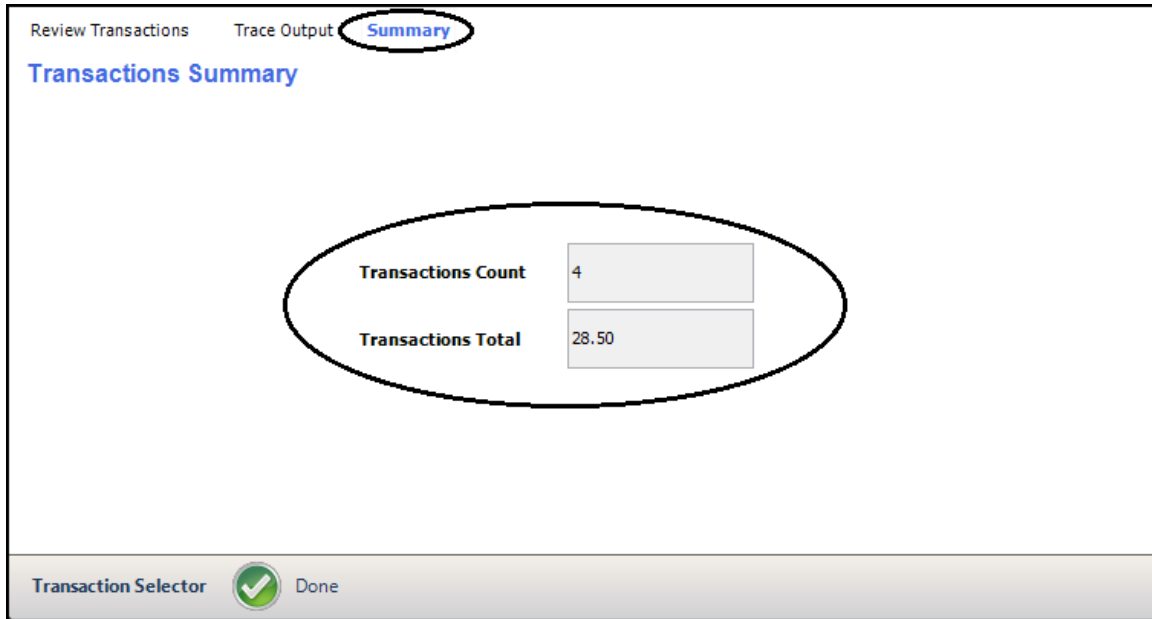 Review Transactions Trace Output Summary
Transactions Summary
Transactions Count 4
Transactions Total 28.50
Transaction Selector Done